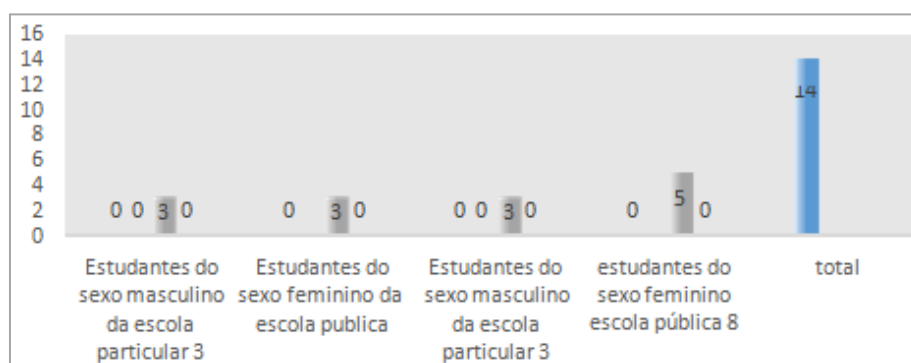 16
14
12
10
8
6
4
2
0
0 0 3 0
0 3 0
0 0 3 0
0 5 0
14
Estudantes do
sexo masculino
da escola
particular 3
Estudantes do
sexo feminino da
escola publica
Estudantes do
sexo masculino
da escola
particular 3
estudantes do
sexo feminino
escola pública 8
total